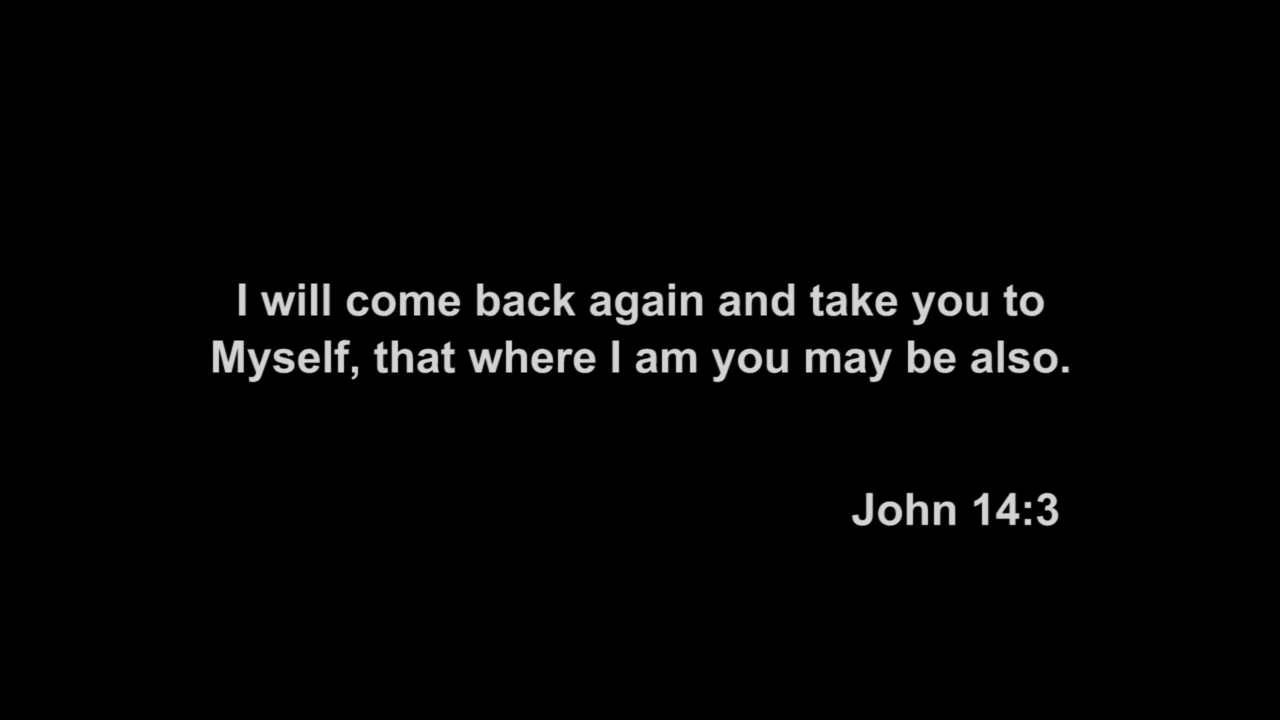 I will come back again and take you to
Myself, that where I am you may be also.
John 14:3